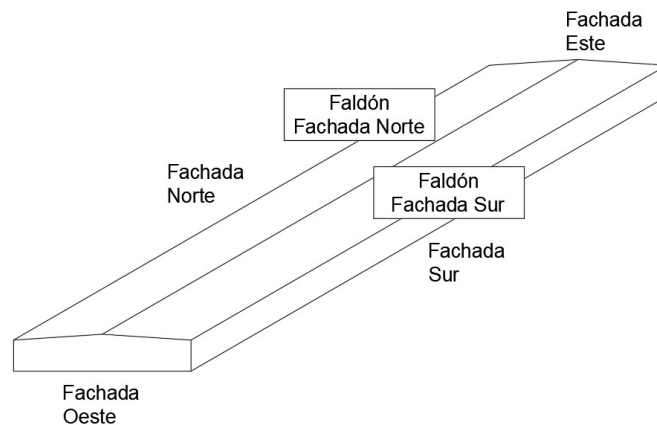 Fachada
Este
Faldón
Fachada Norte
Fachada
Norte
Faldón
Fachada Sur
Fachada
Sur
Fachada
Oeste